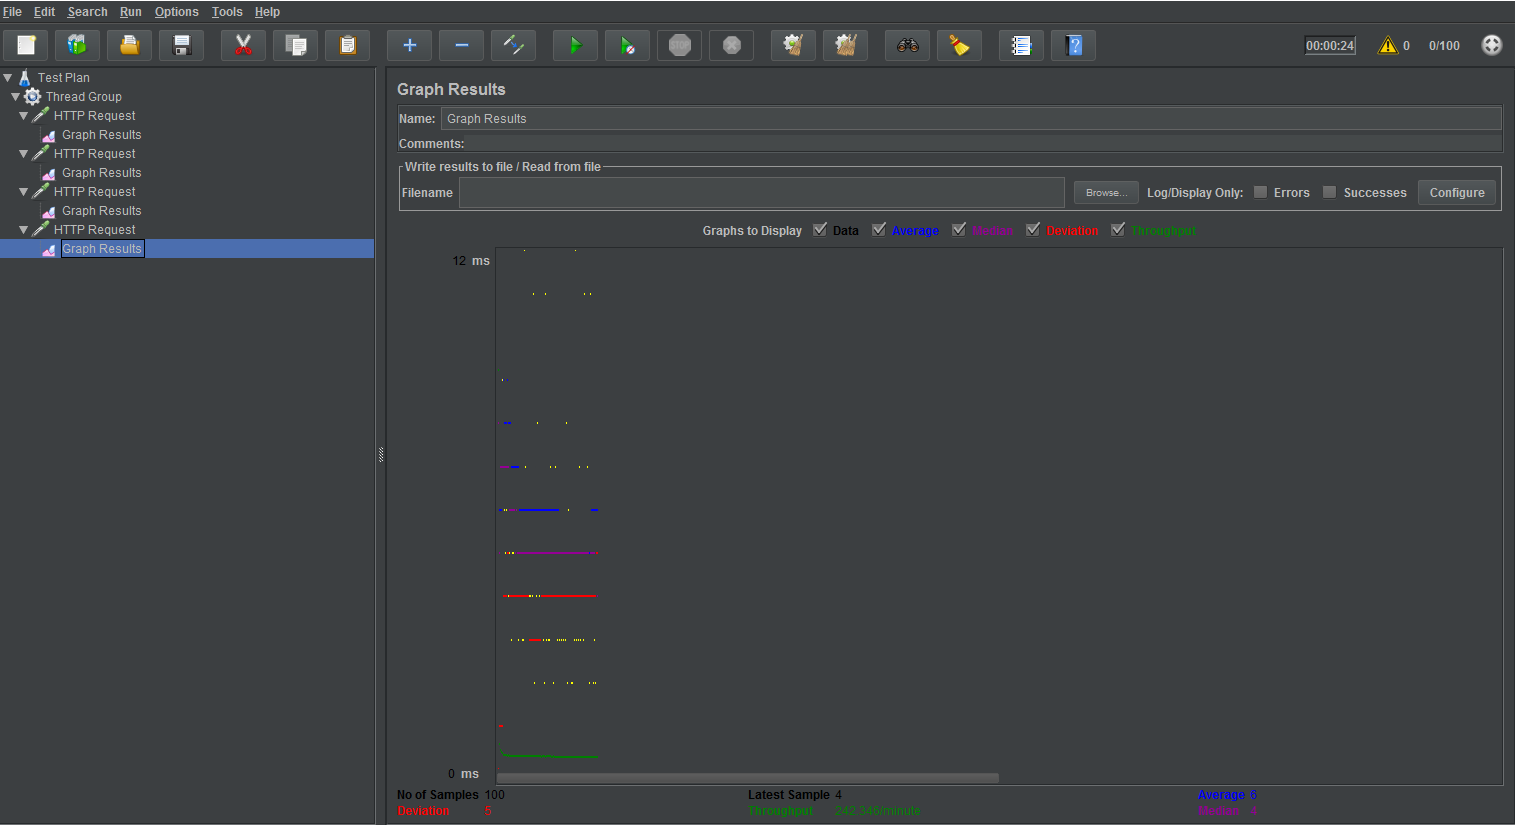 File Edit Search Run Options Tools Help
STOP
00:00:24 0 0/100
Test Plan
Thread Group
HTTP Request
Graph Results
HTTP Request
Graph Results
HTTP Request
Graph Results
HTTP Request
Graph Results
Graph Results
Name: Graph Results
Comments:
Write results to file / Read from file
Filename Browse... Log/Display Only: Errors Successes Configure
Graphs to Display Data Average Median Deviation Throughput
12 ms
0 ms
No of Samples 100 Latest Sample 4 Average 6
Deviation 5 Throughput 242.346/minute Median 4